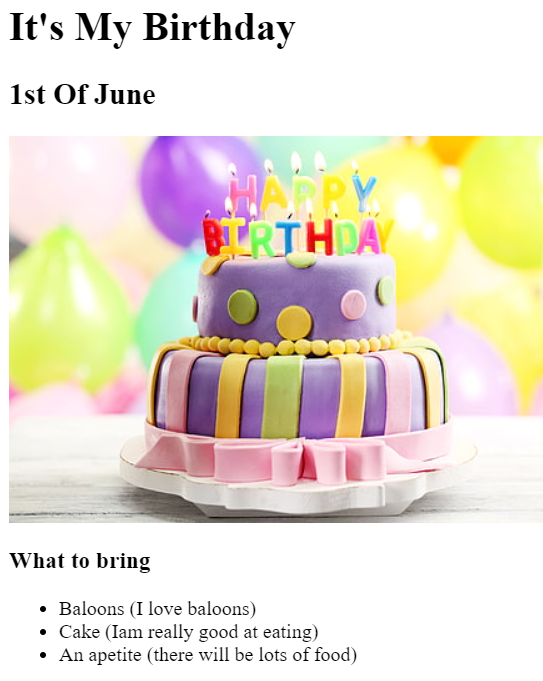 It's My Birthday
1st Of June
HAPPY
BIRTHDAY
What to bring
Baloons (I love baloons)
Cake (Iam really good at eating)
An apetite (there will be lots of food)